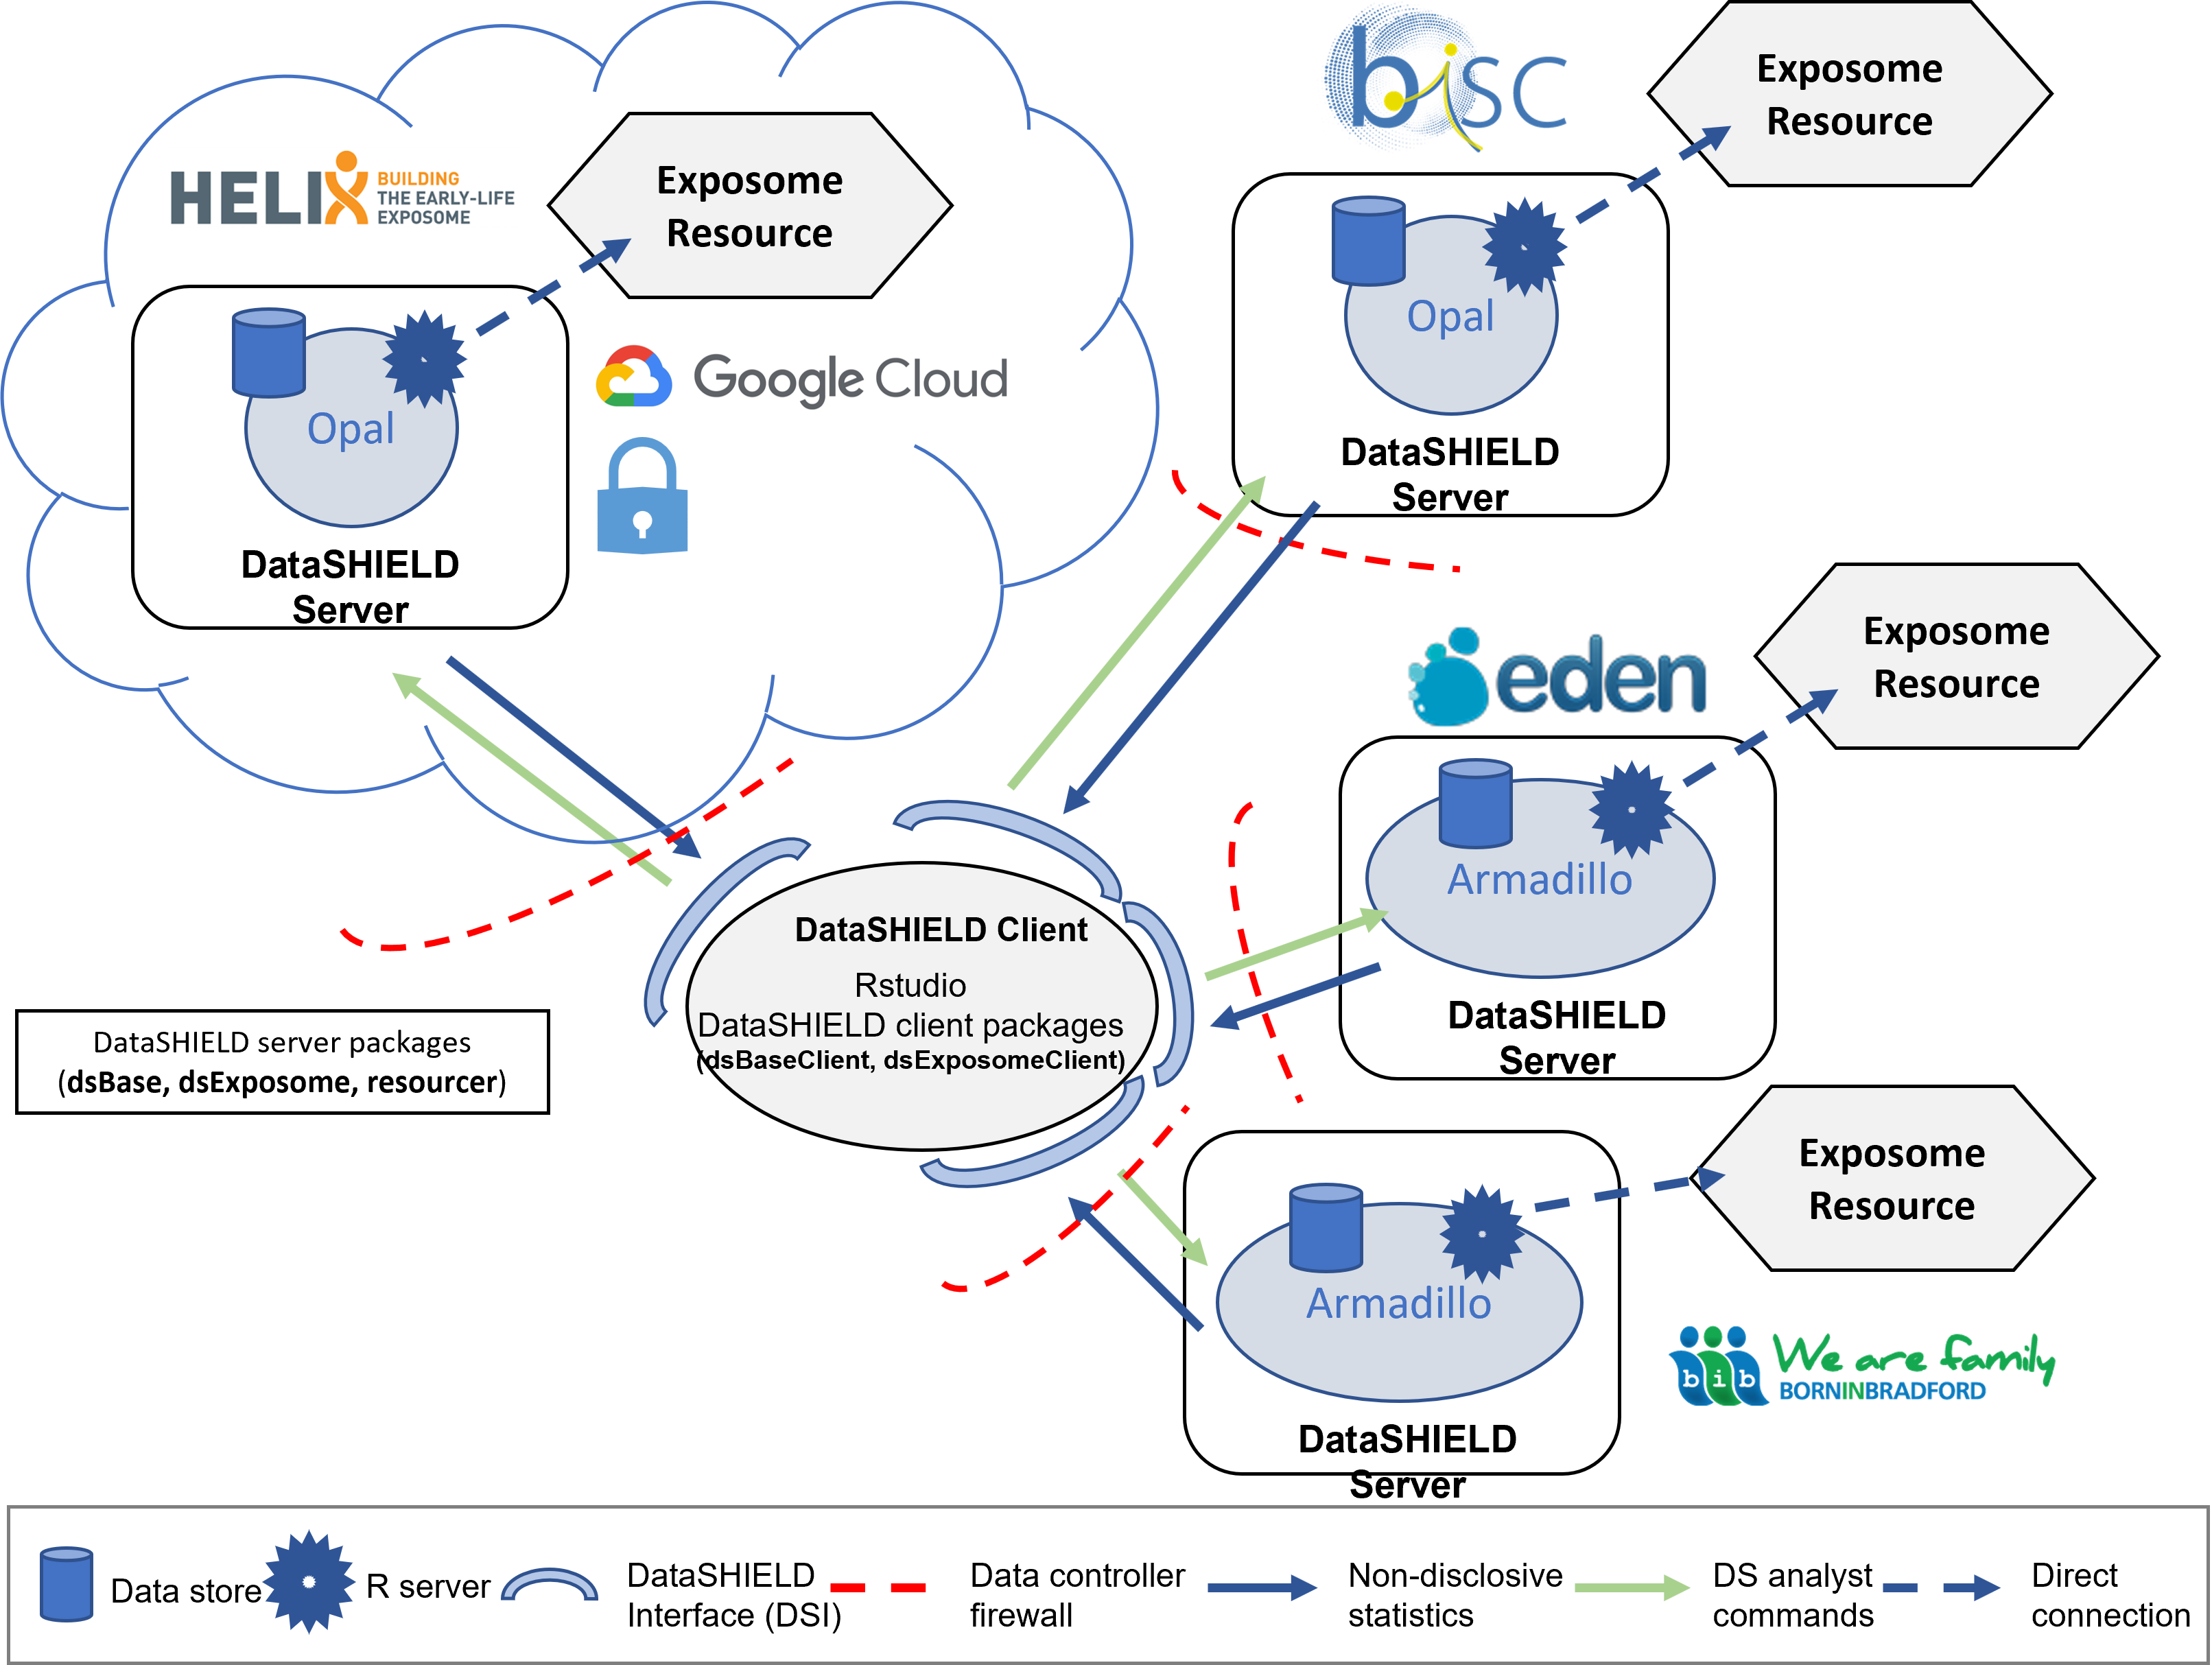 HELIX
BUILDING
THE EARLY-LIFE
EXPOSOME
Exposome
Resource
Opal
DataSHIELD
Server
Google Cloud
bisc
Exposome
Resource
Opal
DataSHIELD
Server
eden
Exposome
Resource
Armadillo
DataSHIELD
Server
DataSHIELD Client
Rstudio
DataSHIELD client packages
(dsBaseClient, dsExposomeClient)
DataSHIELD server packages
(dsBase, dsExposome, resourcer)
Exposome
Resource
Armadillo
DataSHIELD
Server
bib
We are family
BORNINBRADFORD
Data store
R server
DataSHIELD
Interface (DSI)
Data controller
firewall
Non-disclosive
statistics
DS analyst
commands
Direct
connection